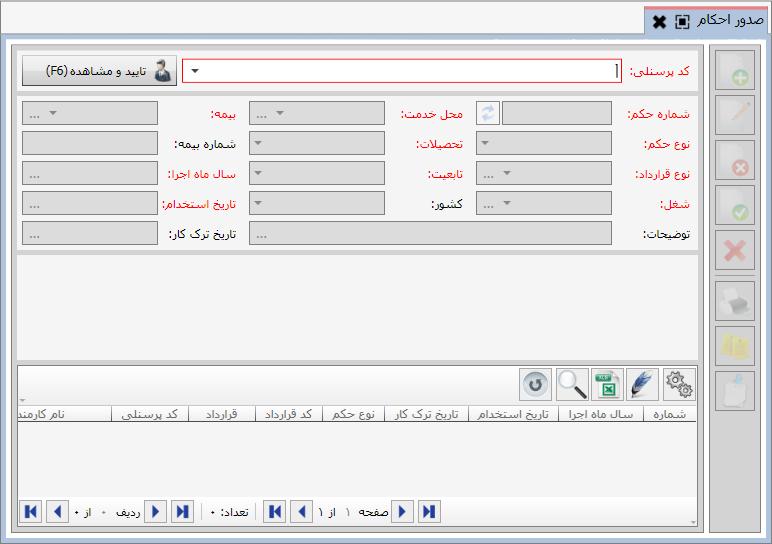 صدور احکام
کد پرسنلی: تایید و مشاهده (F6)
شماره حکم: محل خدمت: ... بیمه: ...
نوع حکم: تحصیلات: شماره بیمه:
نوع قرارداد: ... تابعیت: سال ماه اجرا: ...
شغل: ... کشور: تاریخ استخدام: ...
توضیحات: ... تاریخ ترک کار: ...
شماره سال ماه اجرا تاریخ استخدام تاریخ ترک کار نوع حکم کد قرارداد قرارداد کد پرسنلی نام کارمند
صفحه ۱ از ۱ تعداد: ۰ ردیف ۰ از ۰